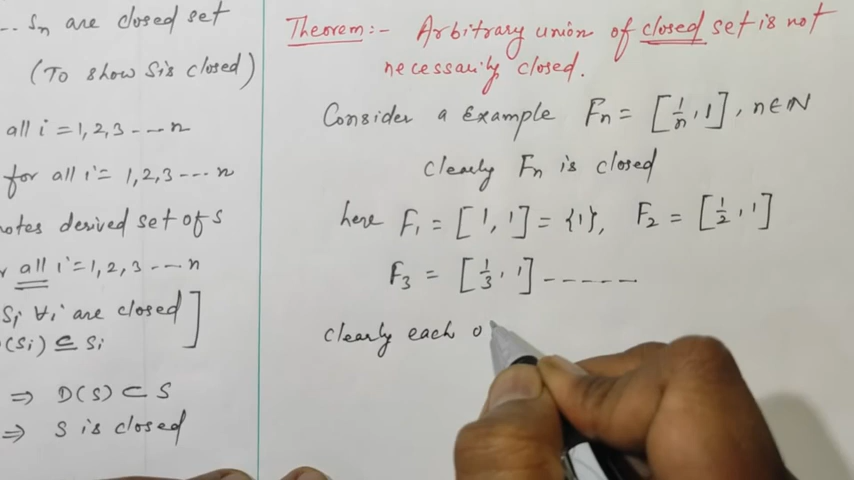 ... Sn are closed set
(To show S is closed)
all i = 1,2,3 --- n
for all i = 1,2,3 ---- n
notes derived set of S
all i = 1,2,3 --- n
Si ∀i are closed]
(Si) ⊆ Si
⇒ D(S) ⊂ S
⇒ S is closed
Theorem:- Arbitrary union of closed set is not
necessarily closed.
Consider a Example Fn = [1/n, 1], n∈ℕ
clearly Fn is closed
here F1 = [1, 1] = {1}, F2 = [1/2, 1]
F3 = [1/3, 1] ------
clearly each o